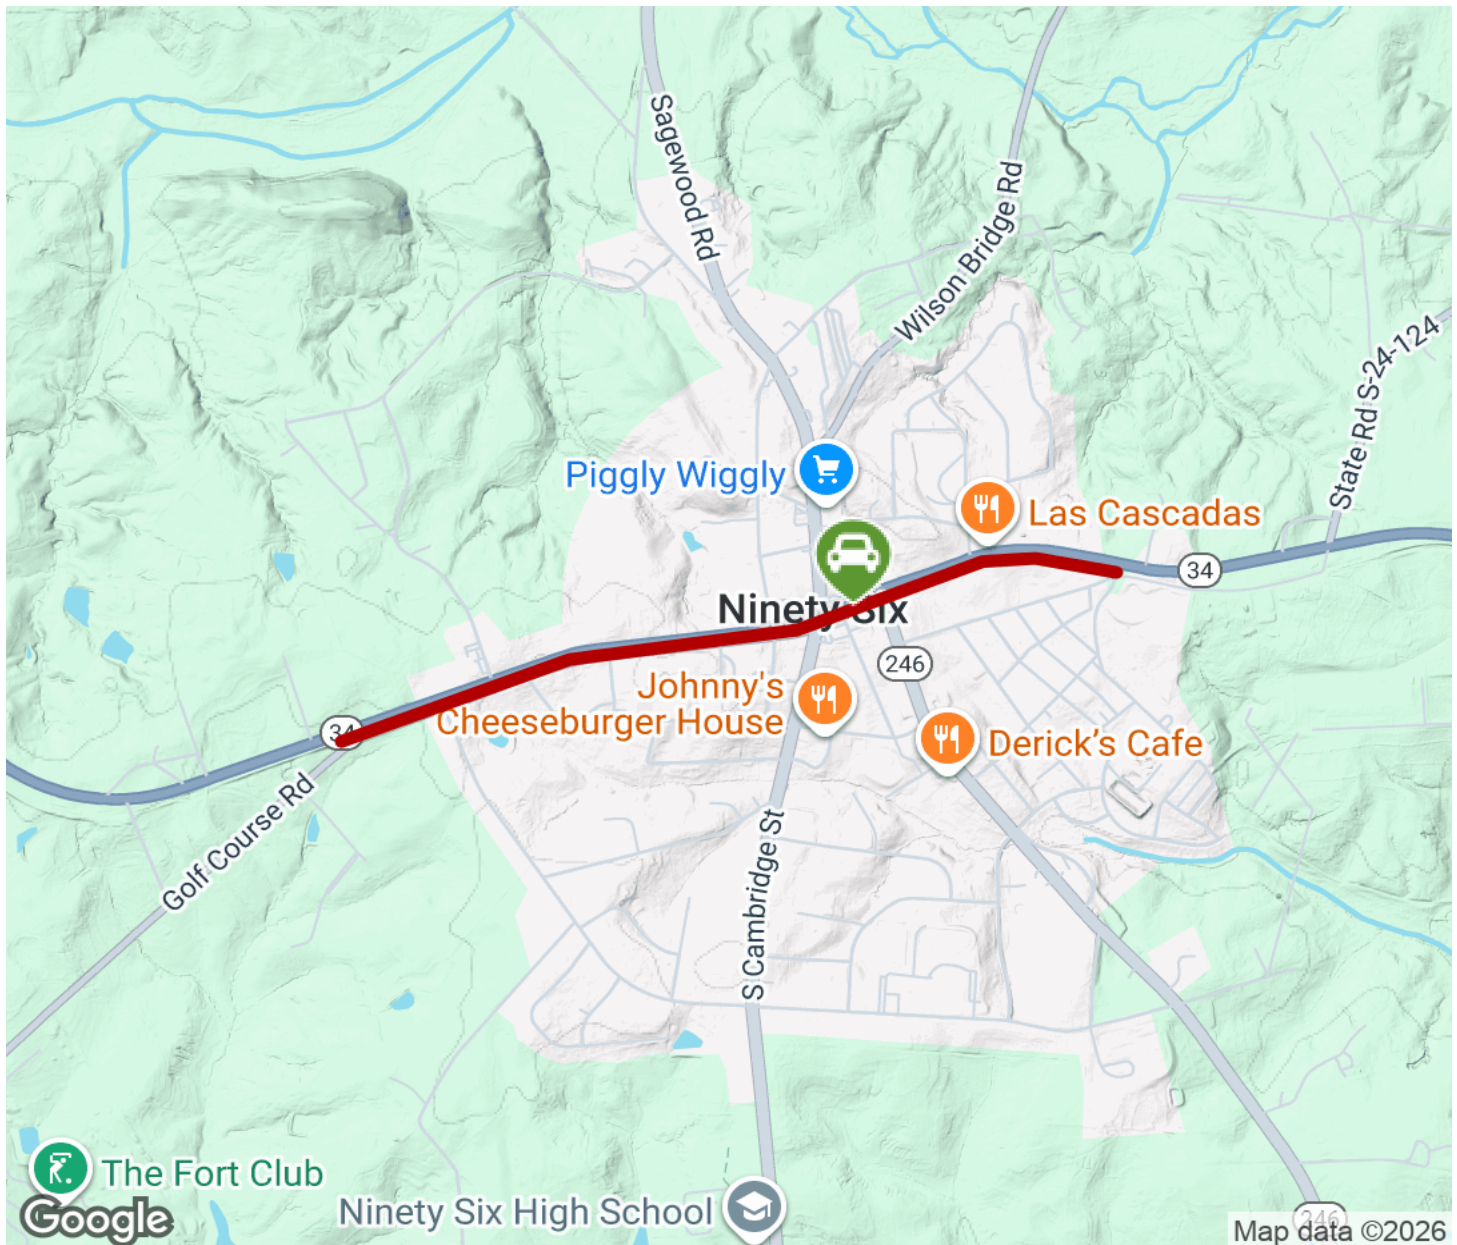 Sagewood Rd
Wilson Bridge Rd
State Rd S-24-124
Piggly Wiggly
Las Cascadas
34
Ninety Six
246
Johnny's
Cheeseburger House
34
Derick's Cafe
Golf Course Rd
S Cambridge St
The Fort Club
Ninety Six High School
246
Google
Map data ©2026